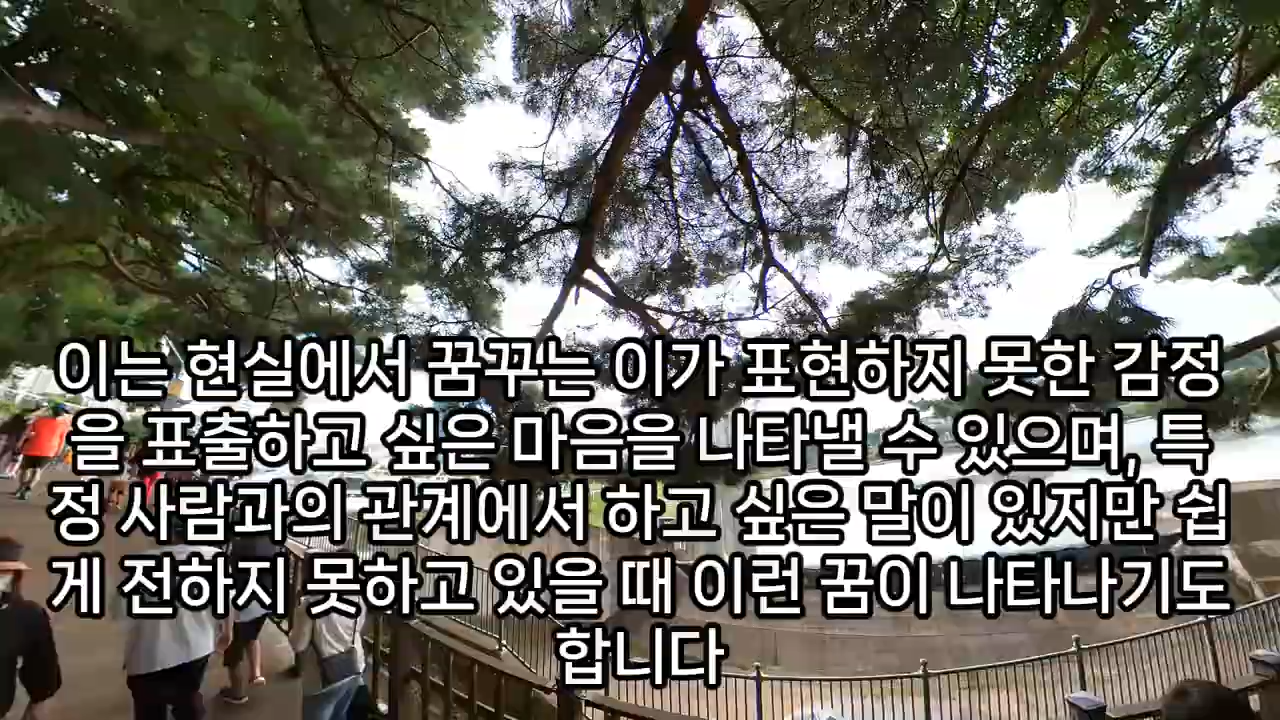 이는 현실에서 꿈꾸는 이가 표현하지 못한 감정
을 표출하고 싶은 마음을 나타낼 수 있으며, 특
정 사람과의 관계에서 하고 싶은 말이 있지만 쉽
게 전하지 못하고 있을 때 이런 꿈이 나타나기도
합니다